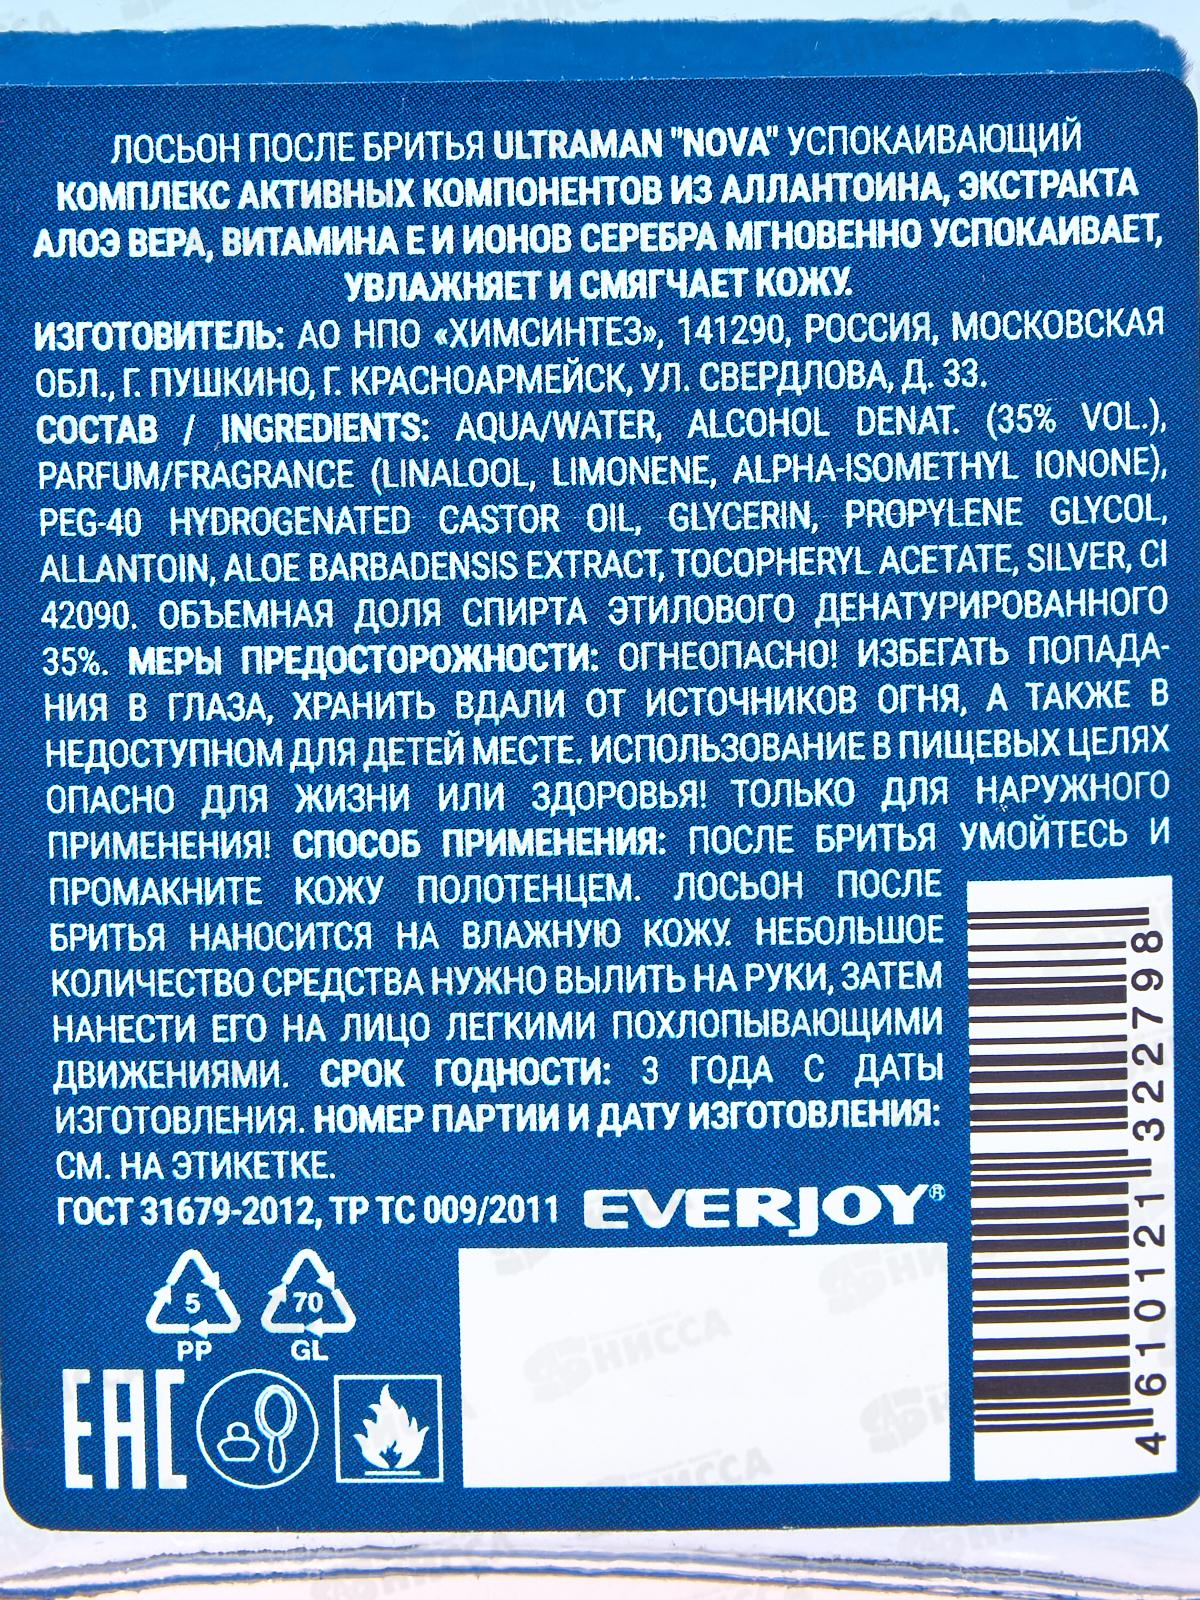 ЛОСЬОН ПОСЛЕ БРИТЬЯ ULTRAMAN "NOVA" УСПОКАИВАЮЩИЙ
КОМПЛЕКС АКТИВНЫХ КОМПОНЕНТОВ ИЗ АЛЛАНТОИНА, ЭКСТРАКТА
АЛОЭ ВЕРА, ВИТАМИНА Е И ИОНОВ СЕРЕБРА МГНОВЕННО УСПОКАИВАЕТ,
УВЛАЖНЯЕТ И СМЯГЧАЕТ КОЖУ.
ИЗГОТОВИТЕЛЬ: АО НПО «ХИМСИНТЕЗ», 141290, РОССИЯ, МОСКОВСКАЯ
ОБЛ., Г. ПУШКИНО, Г. КРАСНОАРМЕЙСК, УЛ. СВЕРДЛОВА, Д. 33.
СОСТАВ / INGREDIENTS: AQUA/WATER, ALCOHOL DENAT. (35% VOL.),
PARFUM/FRAGRANCE (LINALOOL, LIMONENE, ALPHA-ISOMETHYL IONONE),
PEG-40 HYDROGENATED CASTOR OIL, GLYCERIN, PROPYLENE GLYCOL,
ALLANTOIN, ALOE BARBADENSIS EXTRACT, TOCOPHERYL ACETATE, SILVER, CI
42090. ОБЪЕМНАЯ ДОЛЯ СПИРТА ЭТИЛОВОГО ДЕНАТУРИРОВАННОГО
35%. МЕРЫ ПРЕДОСТОРОЖНОСТИ: ОГНЕОПАСНО! ИЗБЕГАТЬ ПОПАДА-
НИЯ В ГЛАЗА, ХРАНИТЬ ВДАЛИ ОТ ИСТОЧНИКОВ ОГНЯ, А ТАКЖЕ В
НЕДОСТУПНОМ ДЛЯ ДЕТЕЙ МЕСТЕ. ИСПОЛЬЗОВАНИЕ В ПИЩЕВЫХ ЦЕЛЯХ
ОПАСНО ДЛЯ ЖИЗНИ ИЛИ ЗДОРОВЬЯ! ТОЛЬКО ДЛЯ НАРУЖНОГО
ПРИМЕНЕНИЯ! СПОСОБ ПРИМЕНЕНИЯ: ПОСЛЕ БРИТЬЯ УМОЙТЕСЬ И
ПРОМАКНИТЕ КОЖУ ПОЛОТЕНЦЕМ. ЛОСЬОН ПОСЛЕ
БРИТЬЯ НАНОСИТСЯ НА ВЛАЖНУЮ КОЖУ. НЕБОЛЬШОЕ
КОЛИЧЕСТВО СРЕДСТВА НУЖНО ВЫЛИТЬ НА РУКИ, ЗАТЕМ
НАНЕСТИ ЕГО НА ЛИЦО ЛЕГКИМИ ПОХЛОПЫВАЮЩИМИ
ДВИЖЕНИЯМИ. СРОК ГОДНОСТИ: 3 ГОДА С ДАТЫ
ИЗГОТОВЛЕНИЯ. НОМЕР ПАРТИИ И ДАТУ ИЗГОТОВЛЕНИЯ:
СМ. НА ЭТИКЕТКЕ.
ГОСТ 31679-2012, ТР ТС 009/2011 EVERJOY®
5 70
PP GL
EAC
4 610121 322798
НИССА